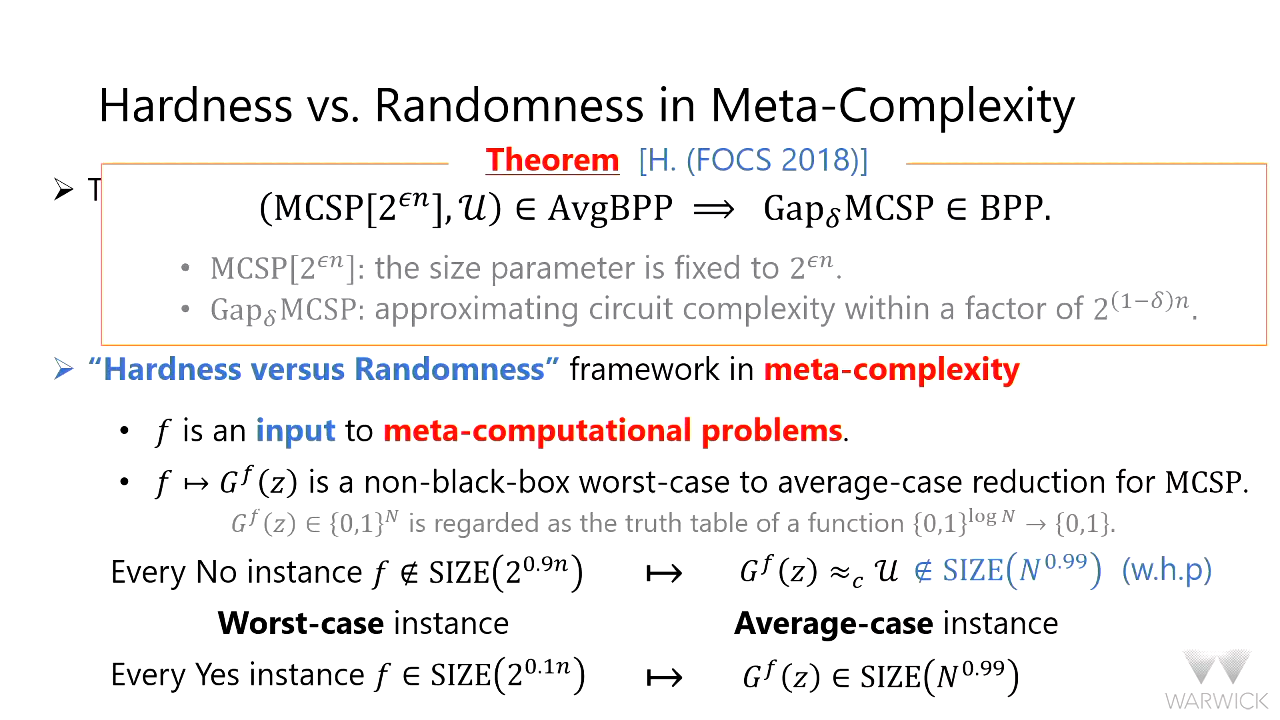 Hardness vs. Randomness in Meta-Complexity
Theorem [H. (FOCS 2018)]
➢ T
(MCSP[2^{ϵn}], 𝒰) ∈ AvgBPP ⟹ Gap_δMCSP ∈ BPP.
• MCSP[2^{ϵn}]: the size parameter is fixed to 2^{ϵn}.
• Gap_δMCSP: approximating circuit complexity within a factor of 2^{(1−δ)n}.
➢ “Hardness versus Randomness” framework in meta-complexity
• f is an input to meta-computational problems.
• f ↦ G^f(z) is a non-black-box worst-case to average-case reduction for MCSP.
G^f(z) ∈ {0,1}^N is regarded as the truth table of a function {0,1}^{log N} → {0,1}.
Every No instance f ∉ SIZE(2^{0.9n}) ↦ G^f(z) ≈_c 𝒰 ∉ SIZE(N^{0.99}) (w.h.p)
Worst-case instance Average-case instance
Every Yes instance f ∈ SIZE(2^{0.1n}) ↦ G^f(z) ∈ SIZE(N^{0.99})
WARWICK